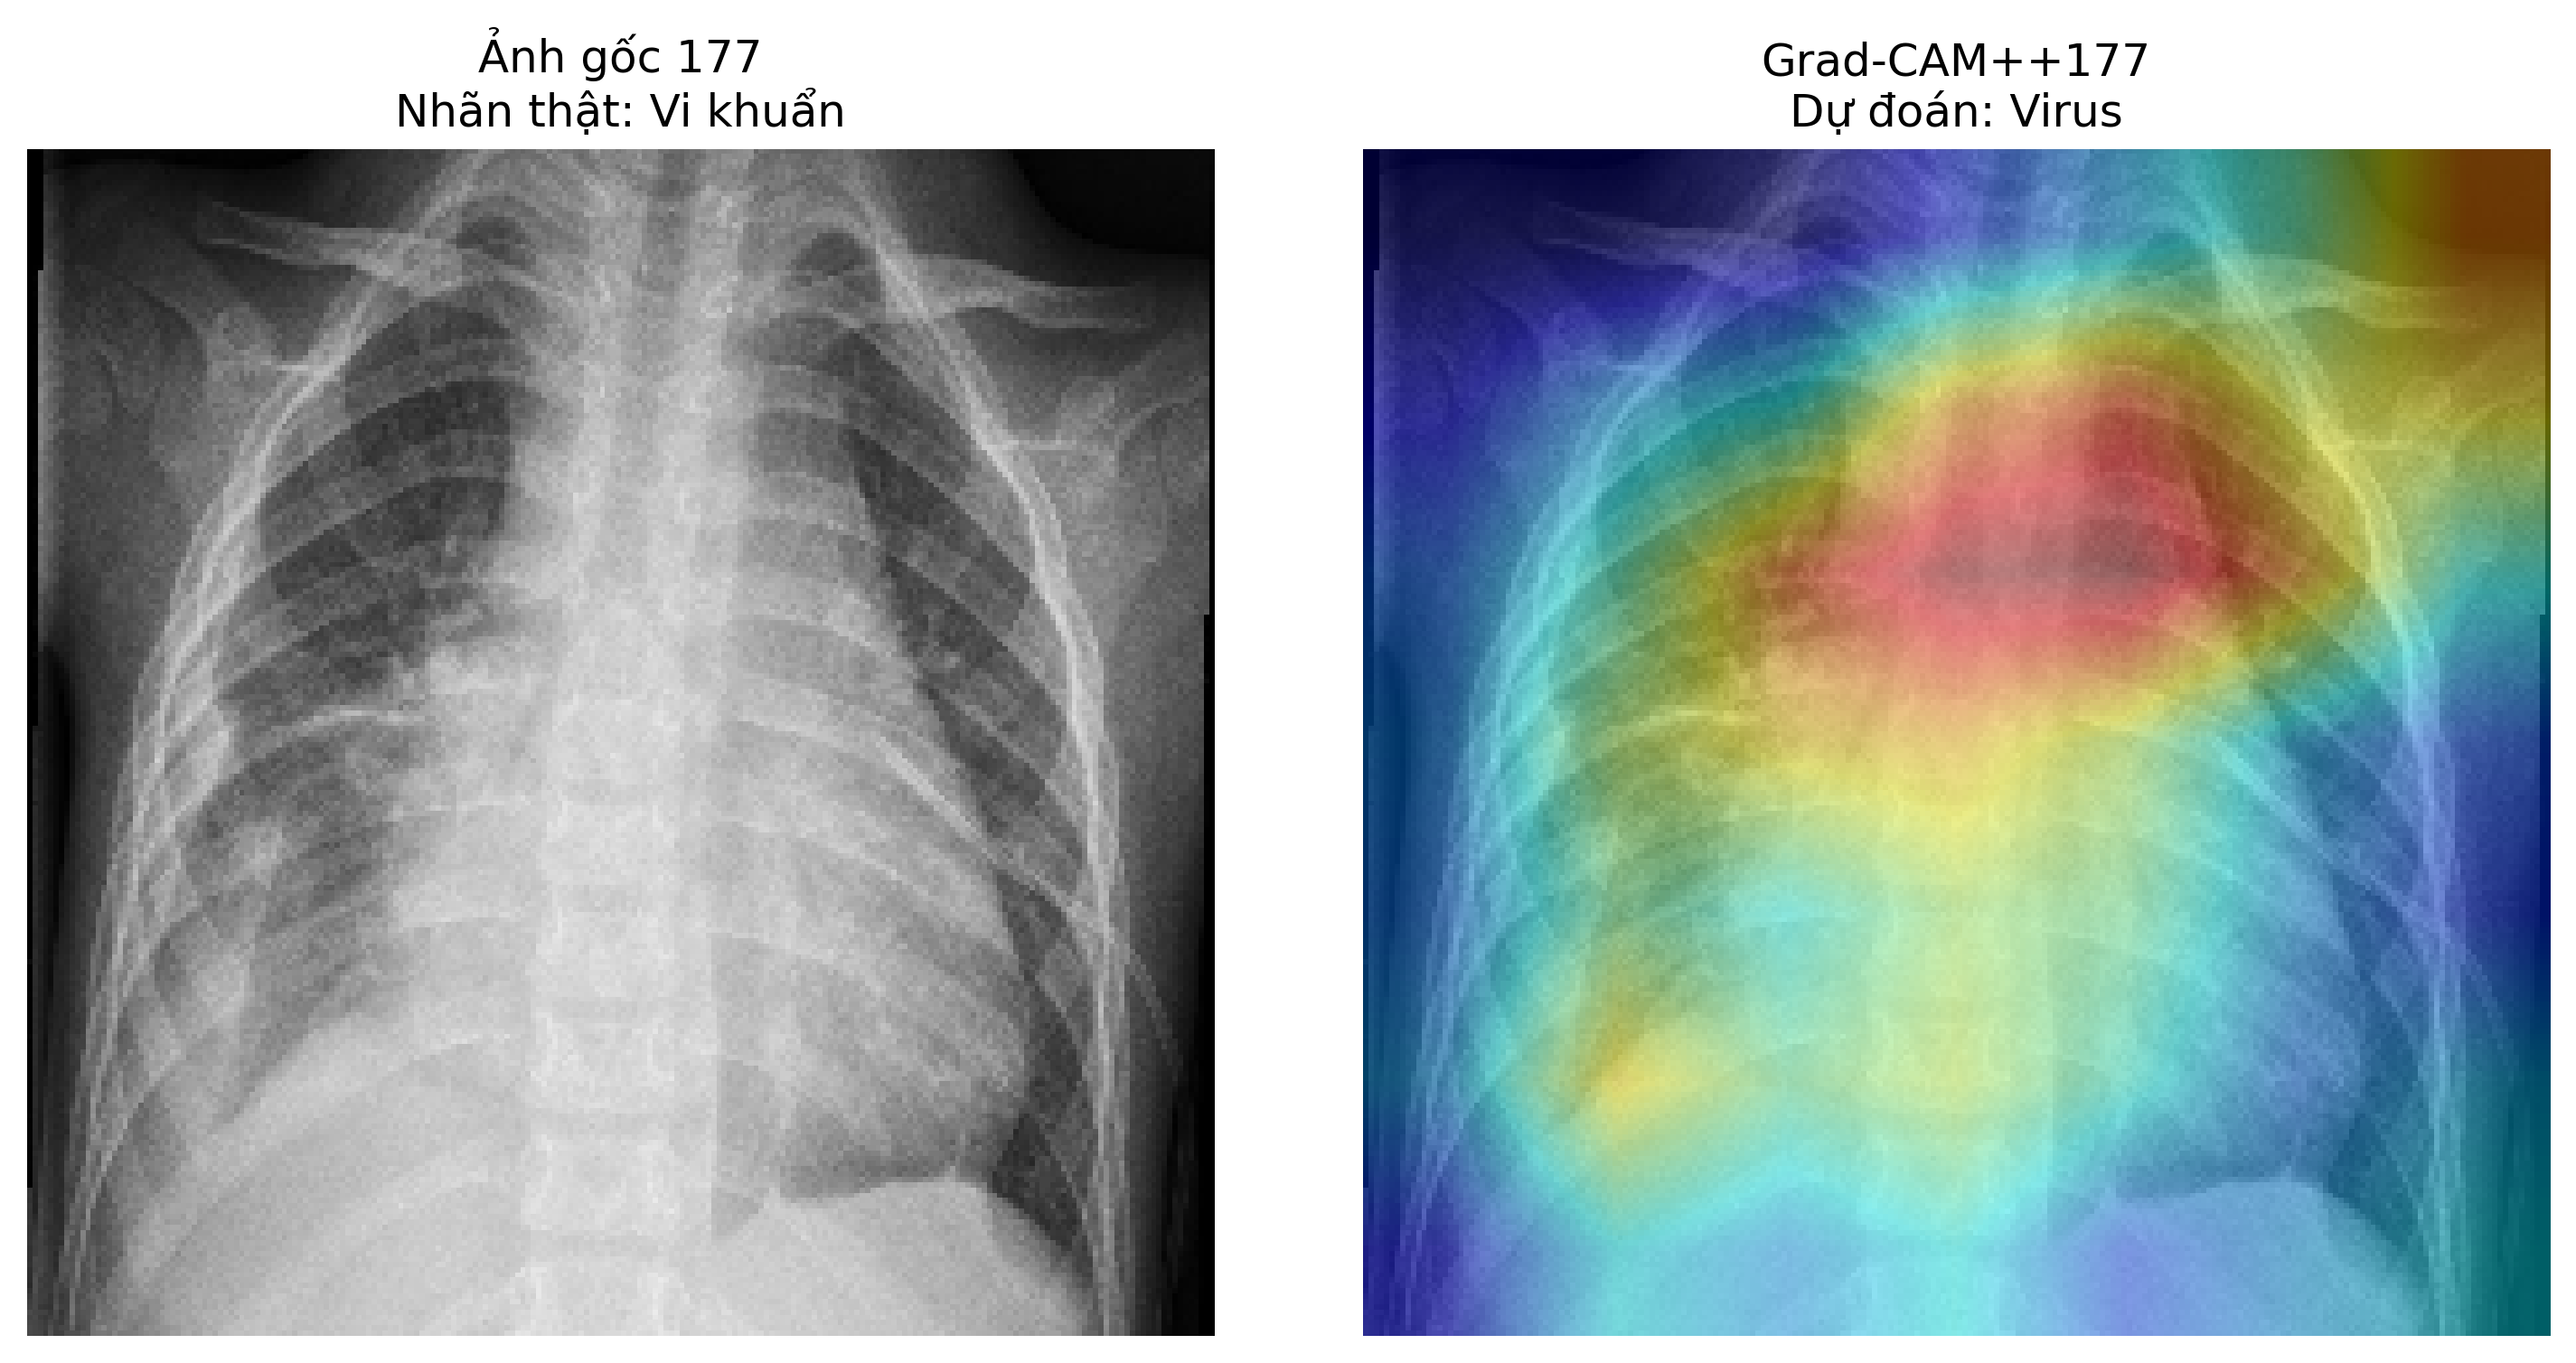 Ảnh gốc 177
Nhãn thật: Vi khuẩn
Grad-CAM++177
Dự đoán: Virus